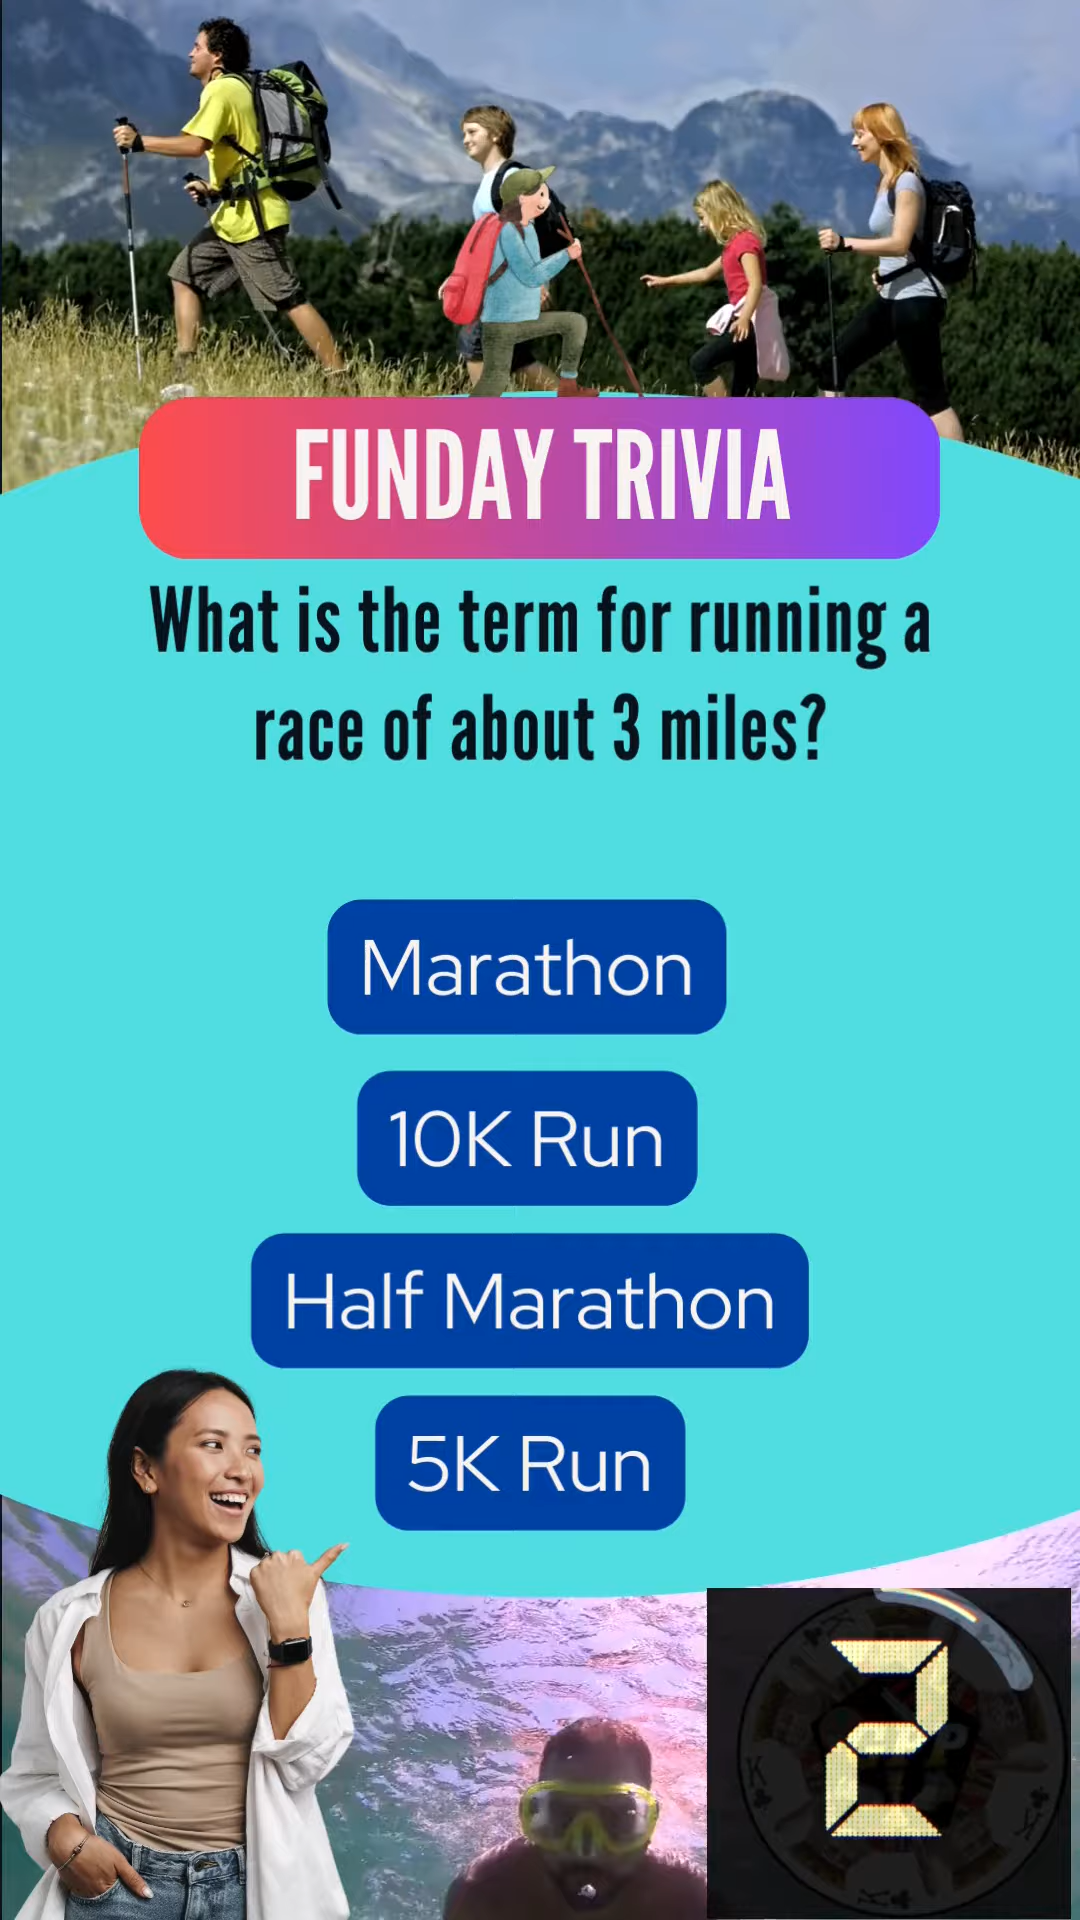 FUNDAY TRIVIA
What is the term for running a
race of about 3 miles?
Marathon
10K Run
Half Marathon
5K Run
2